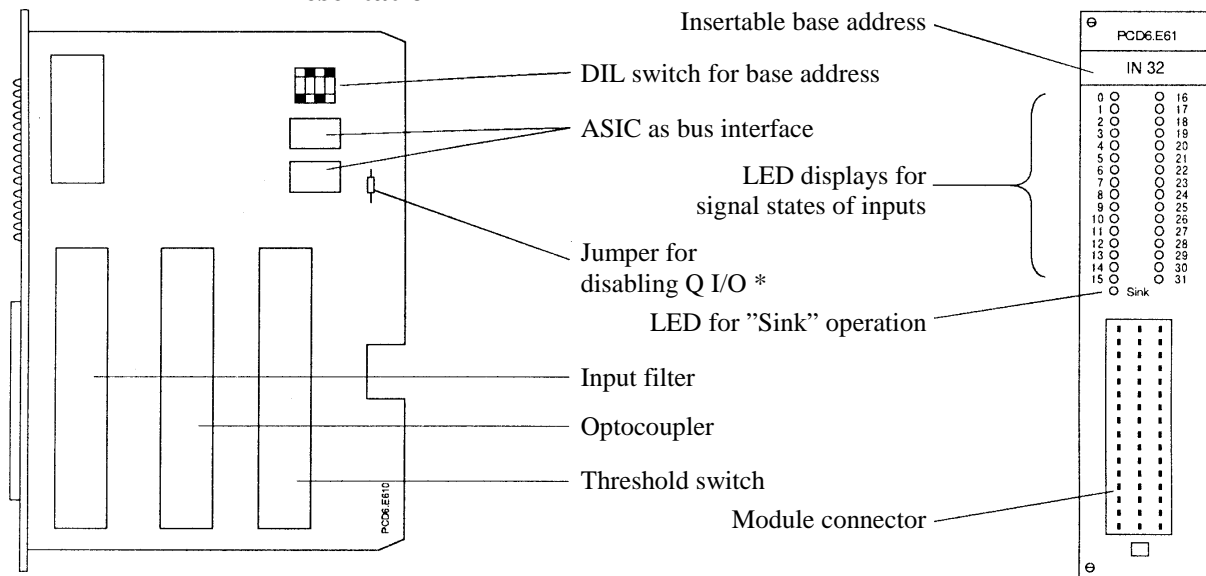 Insertable base address
PCD6.E61
DIL switch for base address
IN 32
ASIC as bus interface
0 16
1 17
2 18
3 19
4 20
5 21
6 22
7 23
8 24
9 25
10 26
11 27
12 28
13 29
14 30
15 31
LED displays for
signal states of inputs
Jumper for
disabling Q I/O *
Sink
LED for ”Sink” operation
Input filter
Optocoupler
Threshold switch
PCD6.E610
Module connector